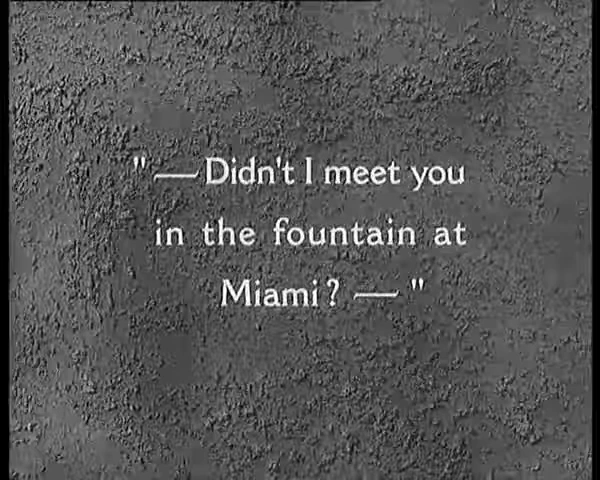 "—Didn't I meet you
in the fountain at
Miami? — "